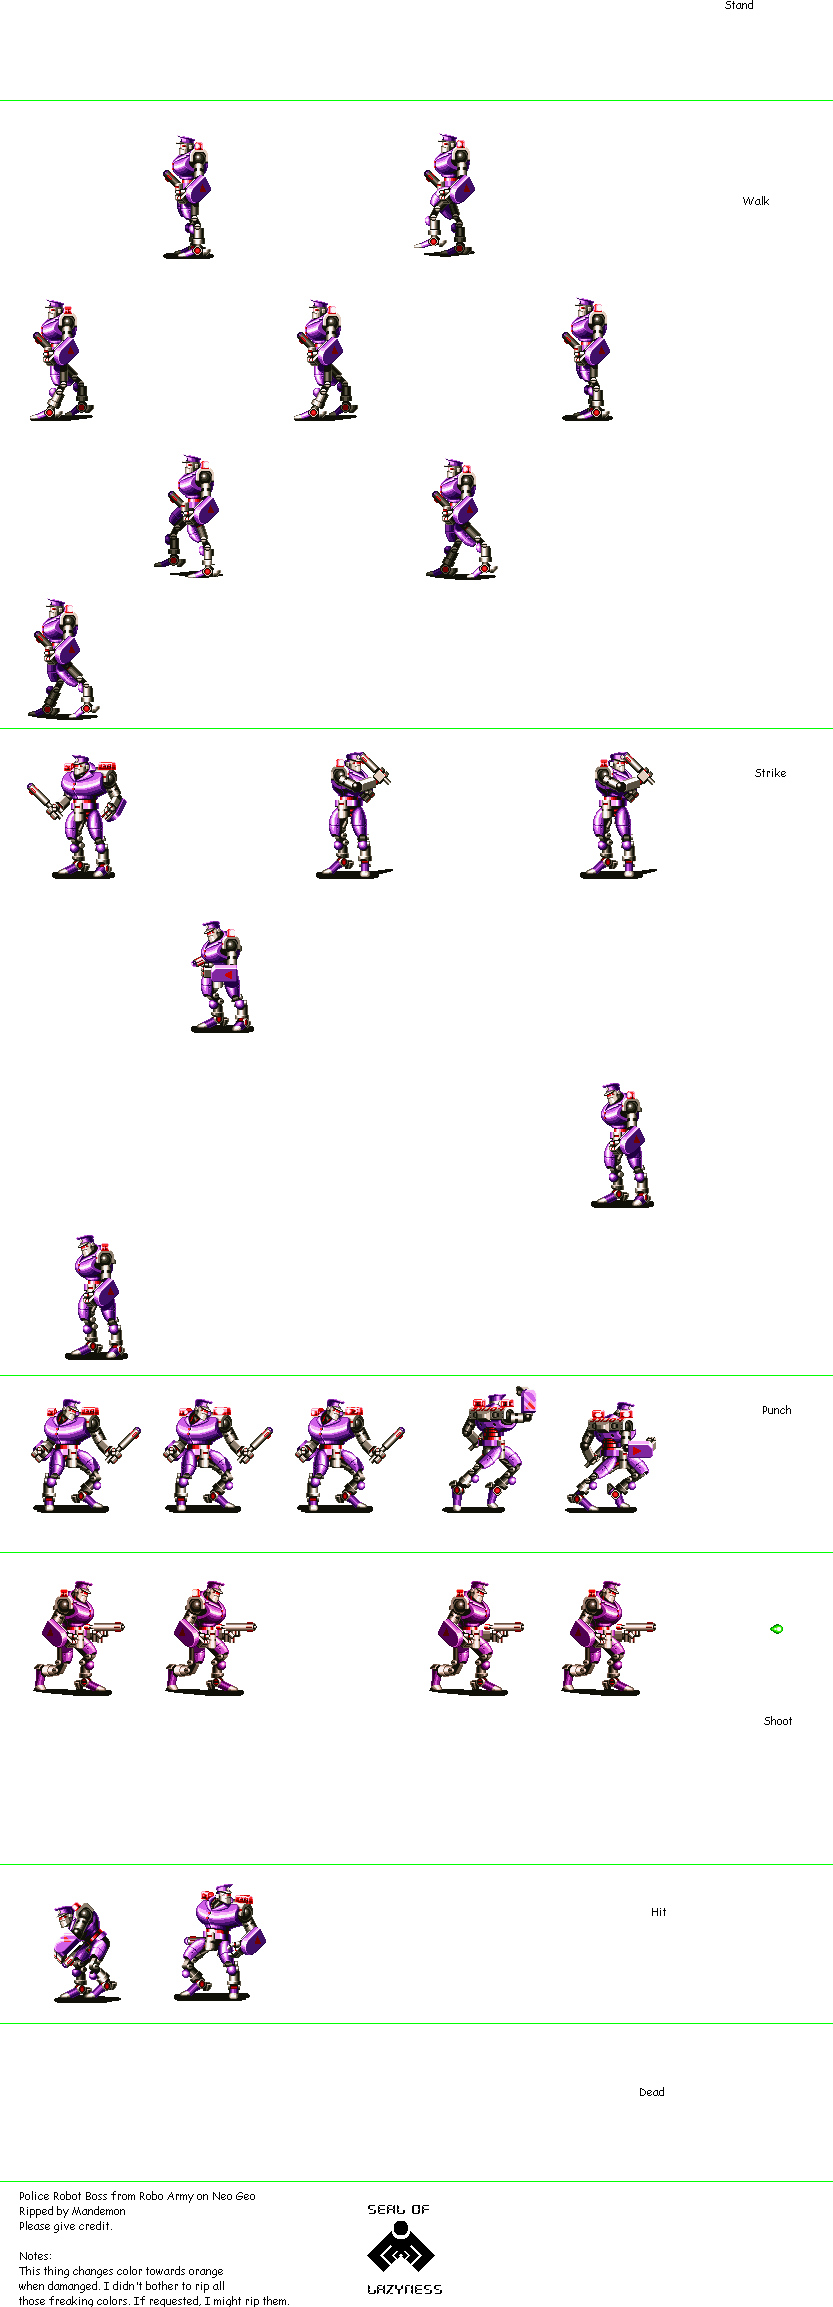 Stand
Walk
Strike
Punch
Shoot
Hit
Dead
Police Robot Boss from Robo Army on Neo Geo
Ripped by Mandemon
Please give credit.
Notes:
This thing changes color towards orange
when damanged. I didn't bother to rip all
those freaking colors. If requested, I might rip them.
SEAL OF
LAZYNESS